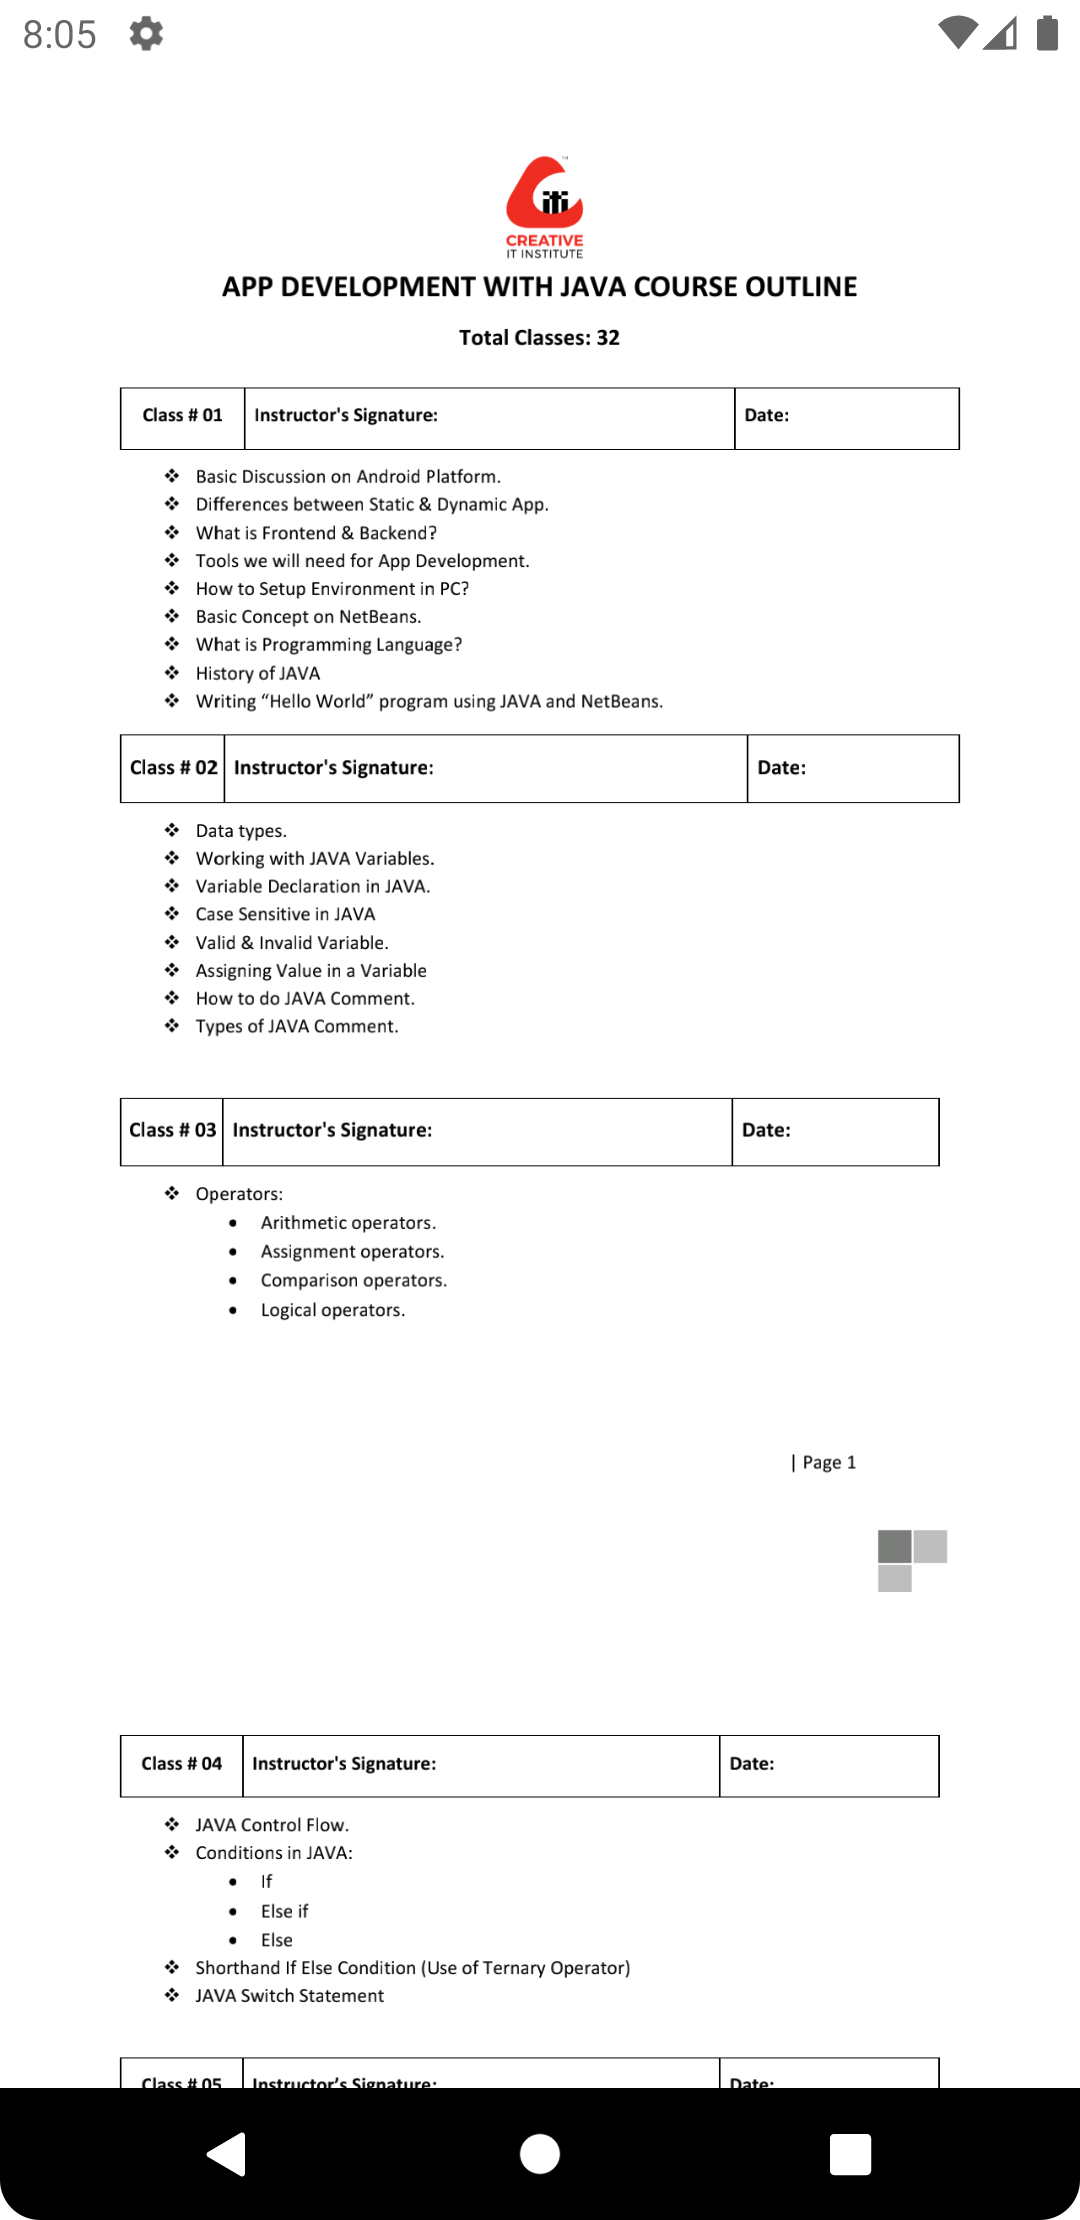 8:05
iti
TM
CREATIVE
IT INSTITUTE
APP DEVELOPMENT WITH JAVA COURSE OUTLINE
Total Classes: 32
Class # 01 Instructor's Signature: Date:
❖ Basic Discussion on Android Platform.
❖ Differences between Static & Dynamic App.
❖ What is Frontend & Backend?
❖ Tools we will need for App Development.
❖ How to Setup Environment in PC?
❖ Basic Concept on NetBeans.
❖ What is Programming Language?
❖ History of JAVA
❖ Writing “Hello World” program using JAVA and NetBeans.
Class # 02 Instructor's Signature: Date:
❖ Data types.
❖ Working with JAVA Variables.
❖ Variable Declaration in JAVA.
❖ Case Sensitive in JAVA
❖ Valid & Invalid Variable.
❖ Assigning Value in a Variable
❖ How to do JAVA Comment.
❖ Types of JAVA Comment.
Class # 03 Instructor's Signature: Date:
❖ Operators:
• Arithmetic operators.
• Assignment operators.
• Comparison operators.
• Logical operators.
| Page 1
Class # 04 Instructor's Signature: Date:
❖ JAVA Control Flow.
❖ Conditions in JAVA:
• If
• Else if
• Else
❖ Shorthand If Else Condition (Use of Ternary Operator)
❖ JAVA Switch Statement
Class # 05 Instructor’s Signature: Date: